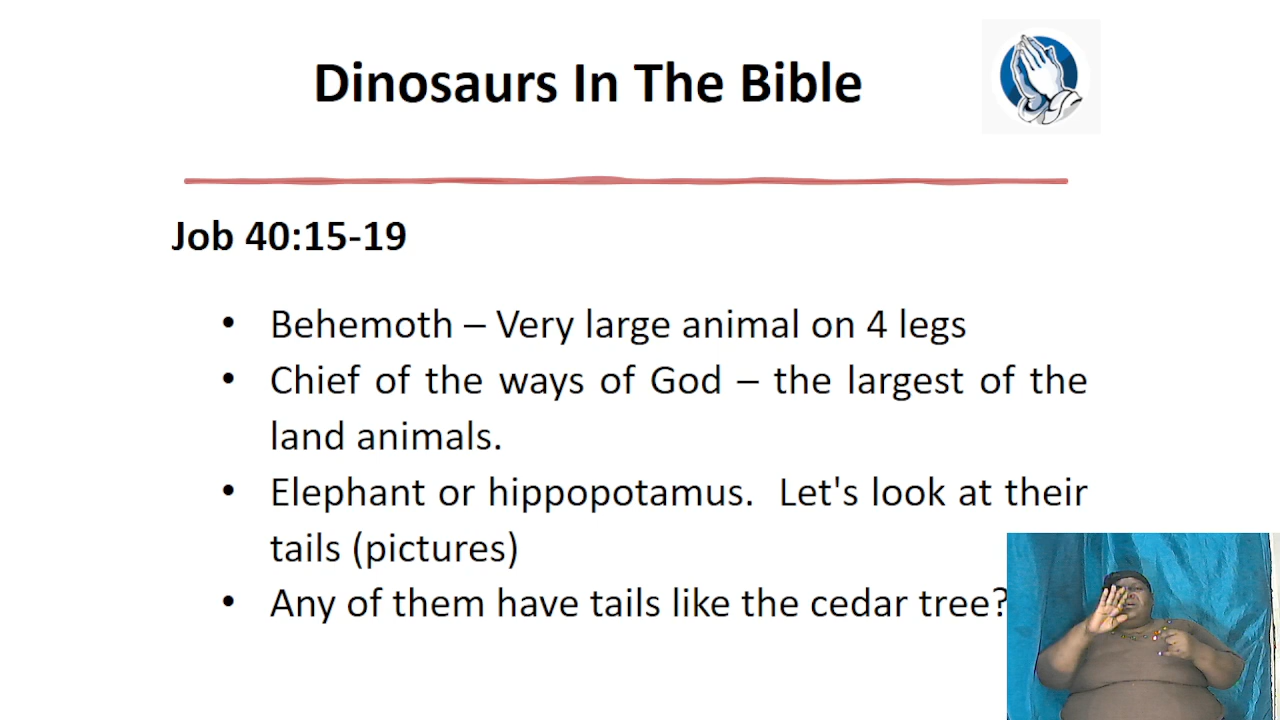 Dinosaurs In The Bible
Job 40:15-19
• Behemoth – Very large animal on 4 legs
• Chief of the ways of God – the largest of the
land animals.
• Elephant or hippopotamus.  Let's look at their
tails (pictures)
• Any of them have tails like the cedar tree?